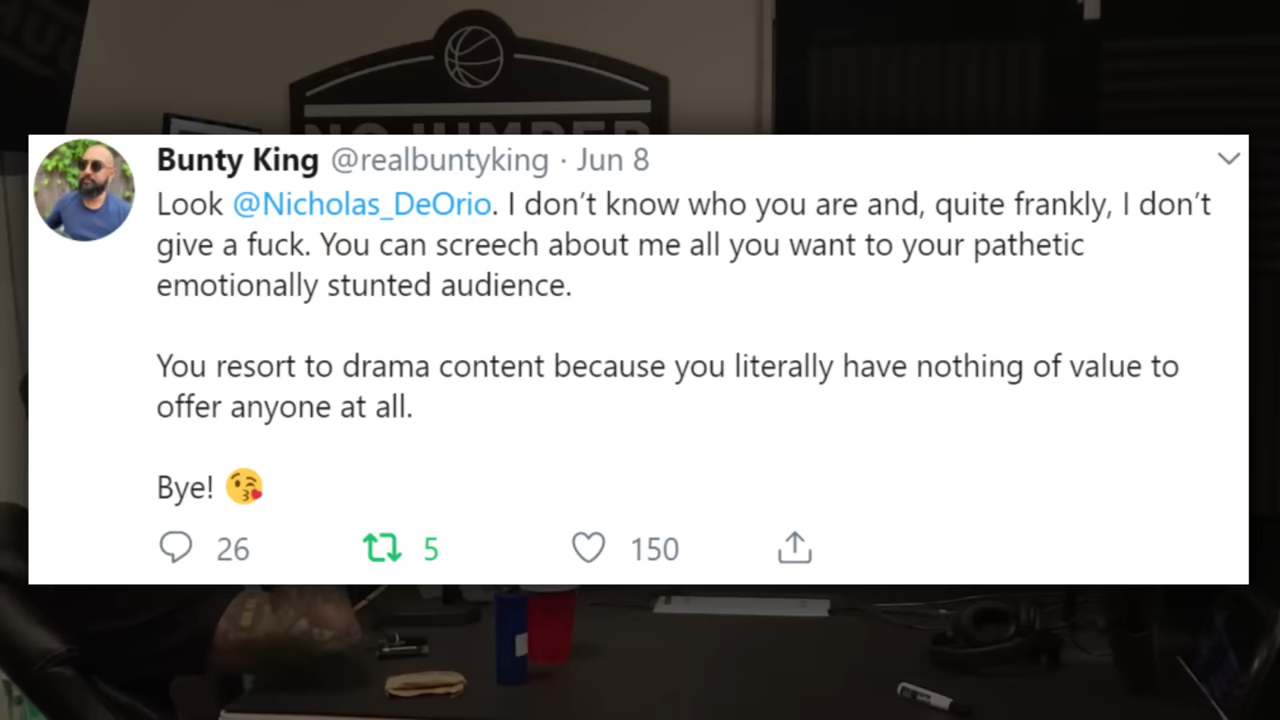 NO JUMPER
Bunty King @realbuntyking · Jun 8
Look @Nicholas_DeOrio. I don’t know who you are and, quite frankly, I don’t
give a fuck. You can screech about me all you want to your pathetic
emotionally stunted audience.
You resort to drama content because you literally have nothing of value to
offer anyone at all.
Bye! 😘
26 5 150